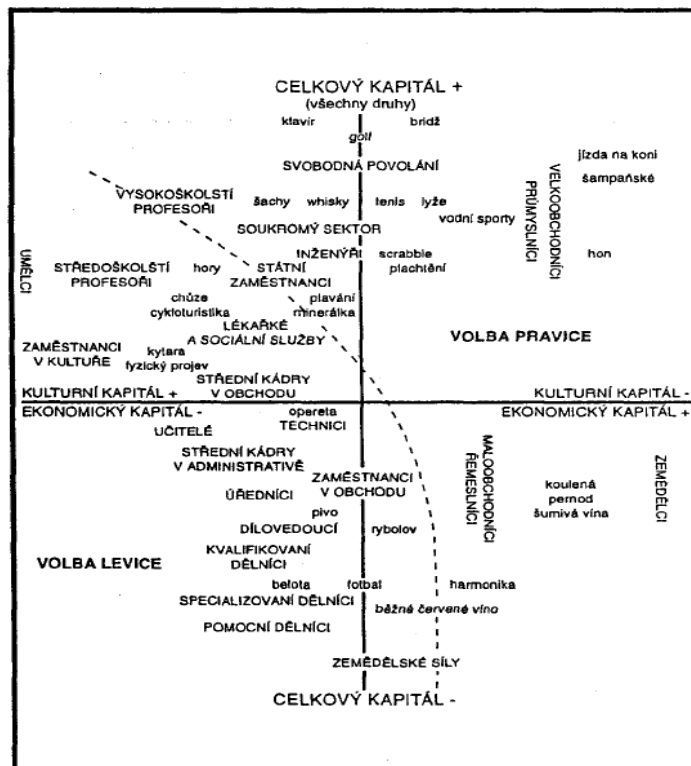 CELKOVÝ KAPITÁL +
(všechny druhy)
klavír
bridž
golf
jízda na koni
SVOBODNÁ POVOLÁNÍ
šampaňské
VELKOOBCHODNÍCI
PRŮMYSLNÍCI
VYSOKOŠKOLSTÍ
PROFESOŘI
šachy
whisky
tenis
lyže
vodní sporty
SOUKROMÝ SEKTOR
INŽENÝŘI
scrabble
plachtění
hon
UMĚLCI
STŘEDOŠKOLSTÍ
PROFESOŘI
hory
STÁTNÍ
ZAMĚSTNANCI
chůze
cykloturistika
plavání
minerálka
LÉKAŘKÉ
A SOCIÁLNÍ SLUŽBY
VOLBA PRAVICE
ZAMĚSTNANCI
V KULTUŘE
kytara
fyzický projev
STŘEDNÍ KÁDRY
V OBCHODU
KULTURNÍ KAPITÁL +
KULTURNÍ KAPITÁL -
EKONOMICKÝ KAPITÁL -
EKONOMICKÝ KAPITÁL +
opereta
TECHNICI
UČITELÉ
STŘEDNÍ KÁDRY
V ADMINISTRATIVĚ
MALOOBCHODNÍCI
ŘEMESLNÍCI
ZEMĚDĚLCI
ZAMĚSTNANCI
V OBCHODU
koulená
pernod
šumivá vína
ÚŘEDNÍCI
pivo
DÍLOVEDOUCÍ
rybolov
KVALIFIKOVANÍ
DĚLNÍCI
VOLBA LEVICE
belota
fotbal
harmonika
SPECIALIZOVANÍ DĚLNÍCI
běžné červené víno
POMOCNÍ DĚLNÍCI
ZEMĚDĚLSKÉ SÍLY
CELKOVÝ KAPITÁL -